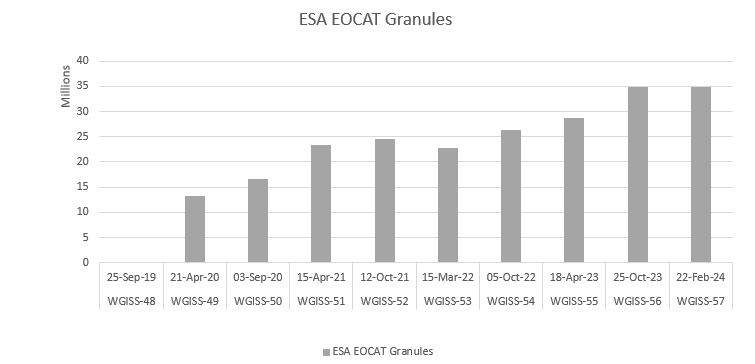 ESA EOCAT Granules
Millions
40
35
30
25
20
15
10
5
0
25-Sep-19 21-Apr-20 03-Sep-20 15-Apr-21 12-Oct-21 15-Mar-22 05-Oct-22 18-Apr-23 25-Oct-23 22-Feb-24
WGISS-48 WGISS-49 WGISS-50 WGISS-51 WGISS-52 WGISS-53 WGISS-54 WGISS-55 WGISS-56 WGISS-57
ESA EOCAT Granules